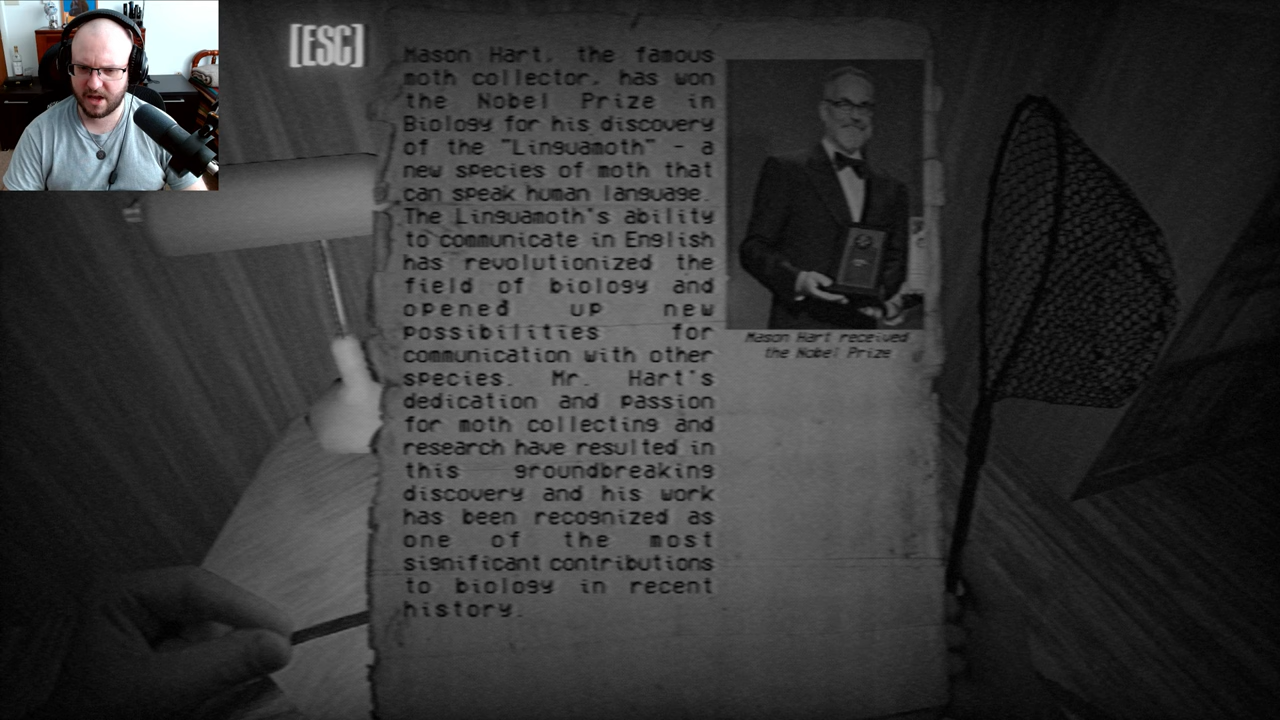 [ESC]
Mason Hart, the famous
moth collector, has won
the Nobel Prize in
Biology for his discovery
of the "Linguamoth" - a
new species of moth that
can speak human language.
The Linguamoth's ability
to communicate in English
has revolutionized the
field of biology and
opened up new
possibilities for
communication with other
species. Mr. Hart's
dedication and passion
for moth collecting and
research have resulted in
this groundbreaking
discovery and his work
has been recognized as
one of the most
significant contributions
to biology in recent
history.
Mason Hart received
the Nobel Prize